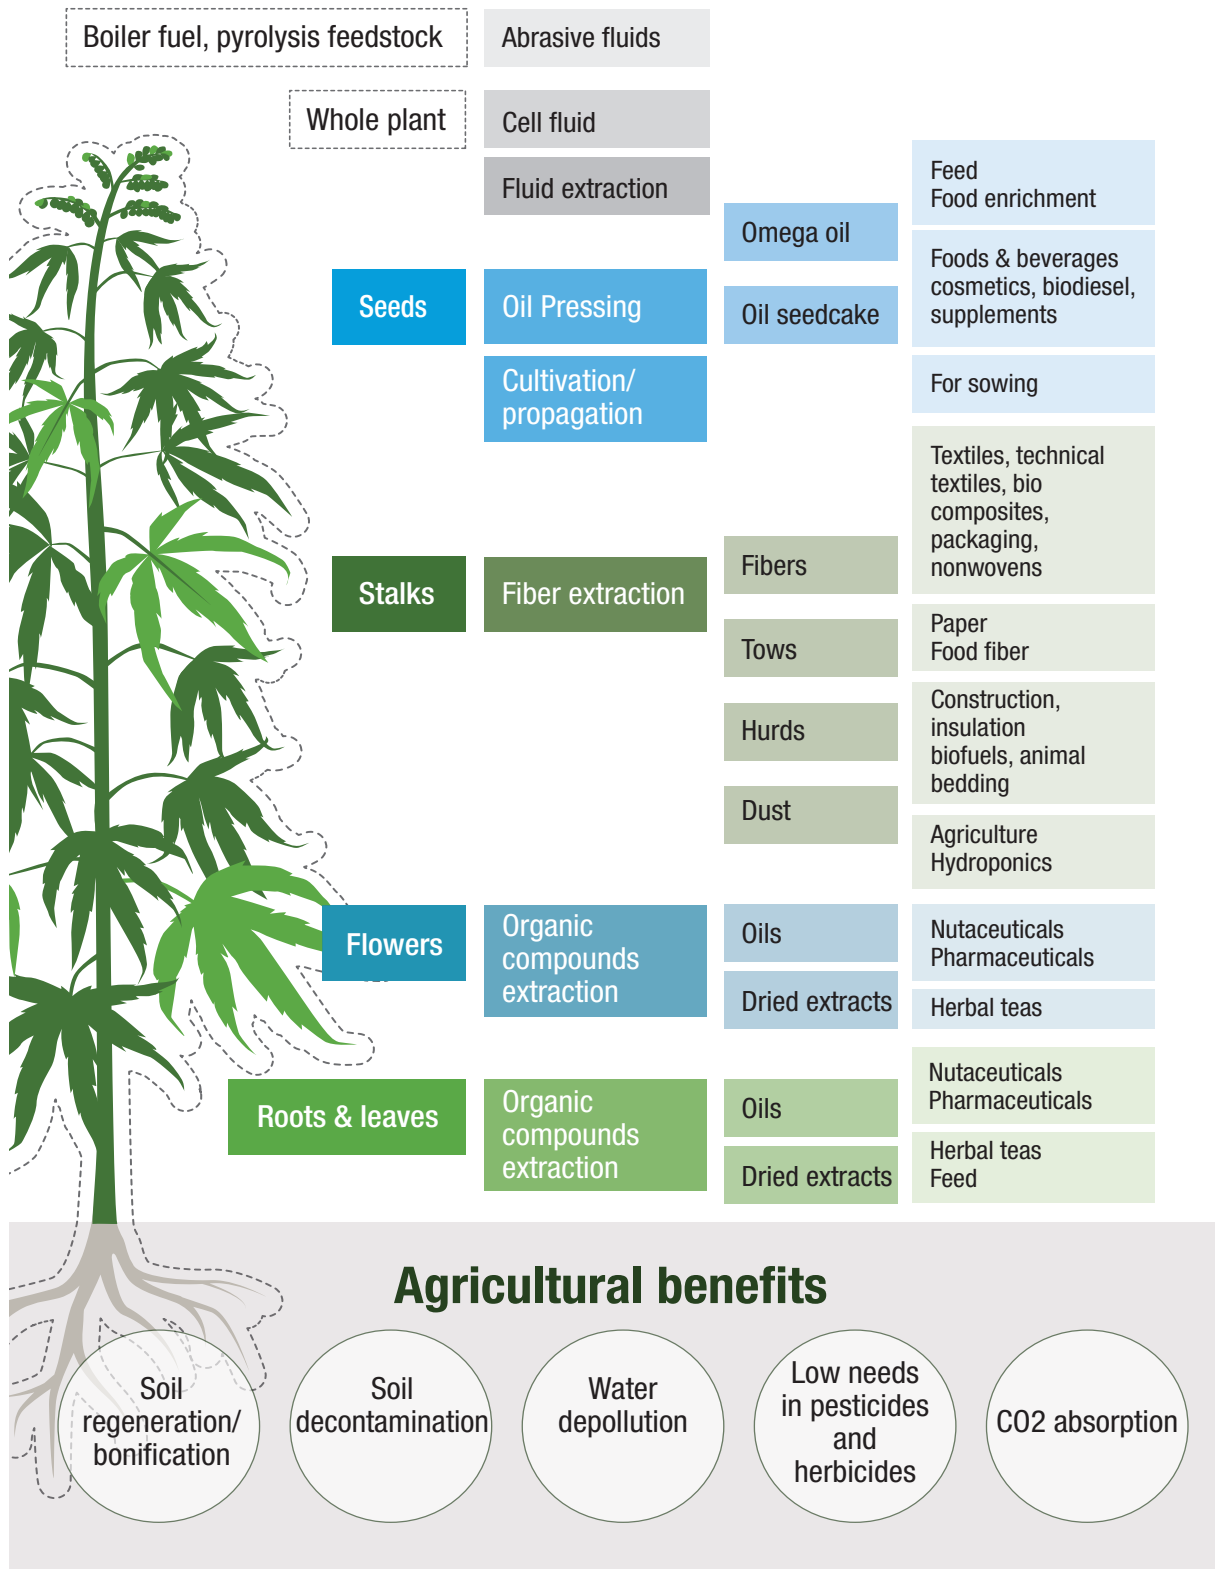 Boiler fuel, pyrolysis feedstock
Abrasive fluids
Whole plant
Cell fluid
Fluid extraction
Seeds
Oil Pressing
Cultivation/
propagation
Omega oil
Oil seedcake
Feed
Food enrichment
Foods & beverages
cosmetics, biodiesel,
supplements
For sowing
Stalks
Fiber extraction
Fibers
Tows
Hurds
Dust
Textiles, technical
textiles, bio
composites,
packaging,
nonwovens
Paper
Food fiber
Construction,
insulation
biofuels, animal
bedding
Agriculture
Hydroponics
Flowers
Organic
compounds
extraction
Oils
Dried extracts
Nutaceuticals
Pharmaceuticals
Herbal teas
Roots & leaves
Organic
compounds
extraction
Oils
Dried extracts
Nutaceuticals
Pharmaceuticals
Herbal teas
Feed
Agricultural benefits
Soil
regeneration/
bonification
Soil
decontamination
Water
depollution
Low needs
in pesticides
and
herbicides
CO2 absorption